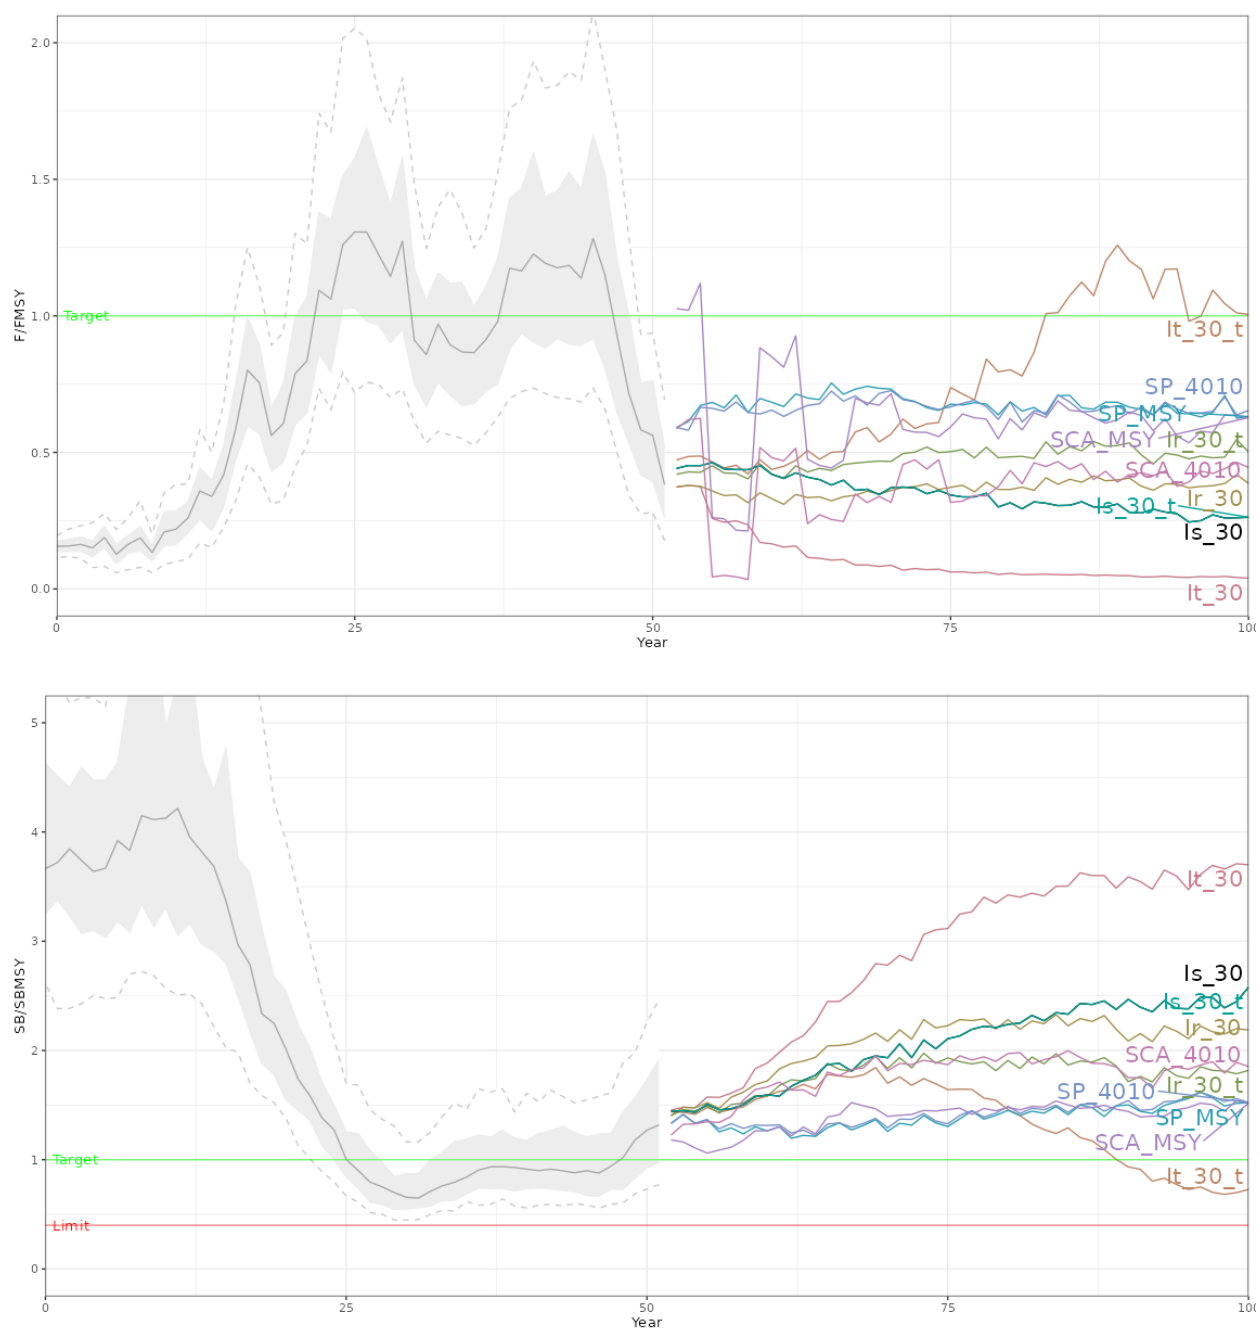 2.0
1.5
1.0
0.5
0.0
F/FMSY
Target
It_30_t
SP_4010
SP_MSY
SCA_MSY
Ir_30_t
SCA_4010
Ir_30
Is_30_t
Is_30
It_30
0
25
50
75
100
Year
5
4
3
2
1
0
SB/SBMSY
It_30
Is_30
Is_30_t
Ir_30
SCA_4010
Ir_30_t
SP_4010
SP_MSY
SCA_MSY
Target
It_30_t
Limit
0
25
50
75
100
Year